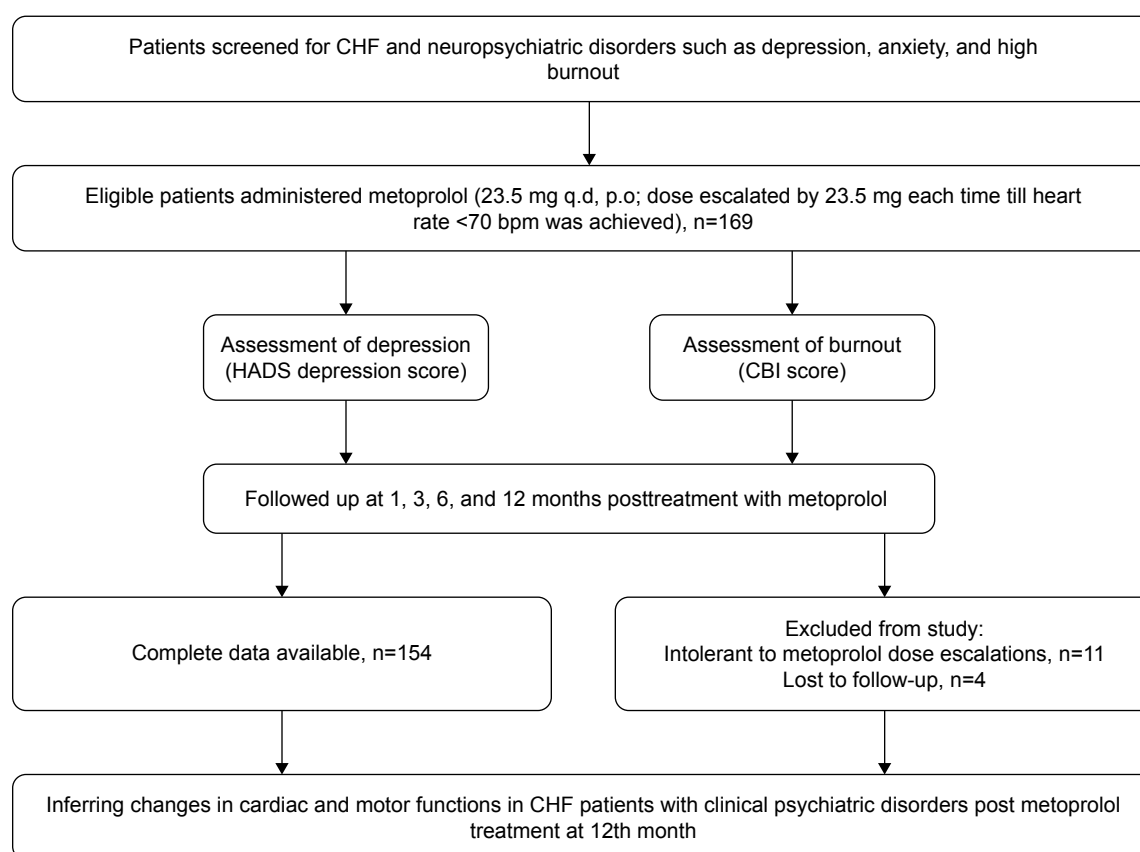 Patients screened for CHF and neuropsychiatric disorders such as depression, anxiety, and high
burnout
Eligible patients administered metoprolol (23.5 mg q.d, p.o; dose escalated by 23.5 mg each time till heart
rate <70 bpm was achieved), n=169
Assessment of depression
(HADS depression score)
Assessment of burnout
(CBI score)
Followed up at 1, 3, 6, and 12 months posttreatment with metoprolol
Complete data available, n=154
Excluded from study:
Intolerant to metoprolol dose escalations, n=11
Lost to follow-up, n=4
Inferring changes in cardiac and motor functions in CHF patients with clinical psychiatric disorders post metoprolol
treatment at 12th month